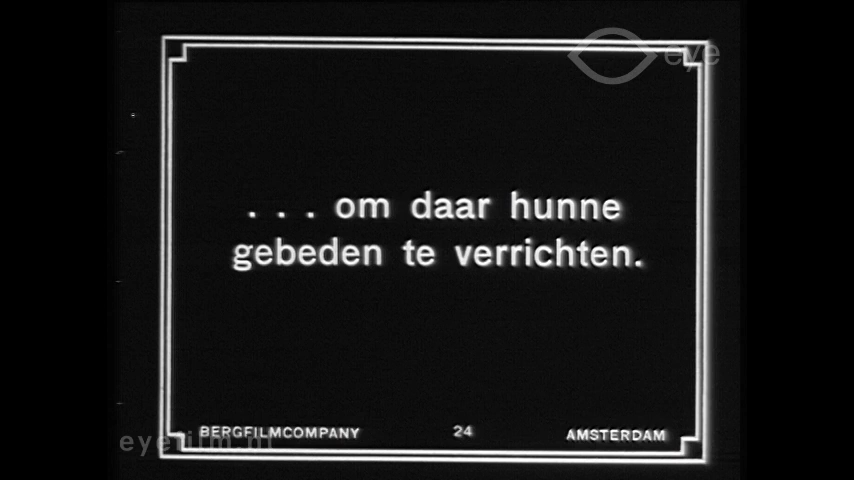 eye
. . . om daar hunne
gebeden te verrichten.
BERGFILMCOMPANY 24 AMSTERDAM
eyefilm.nl